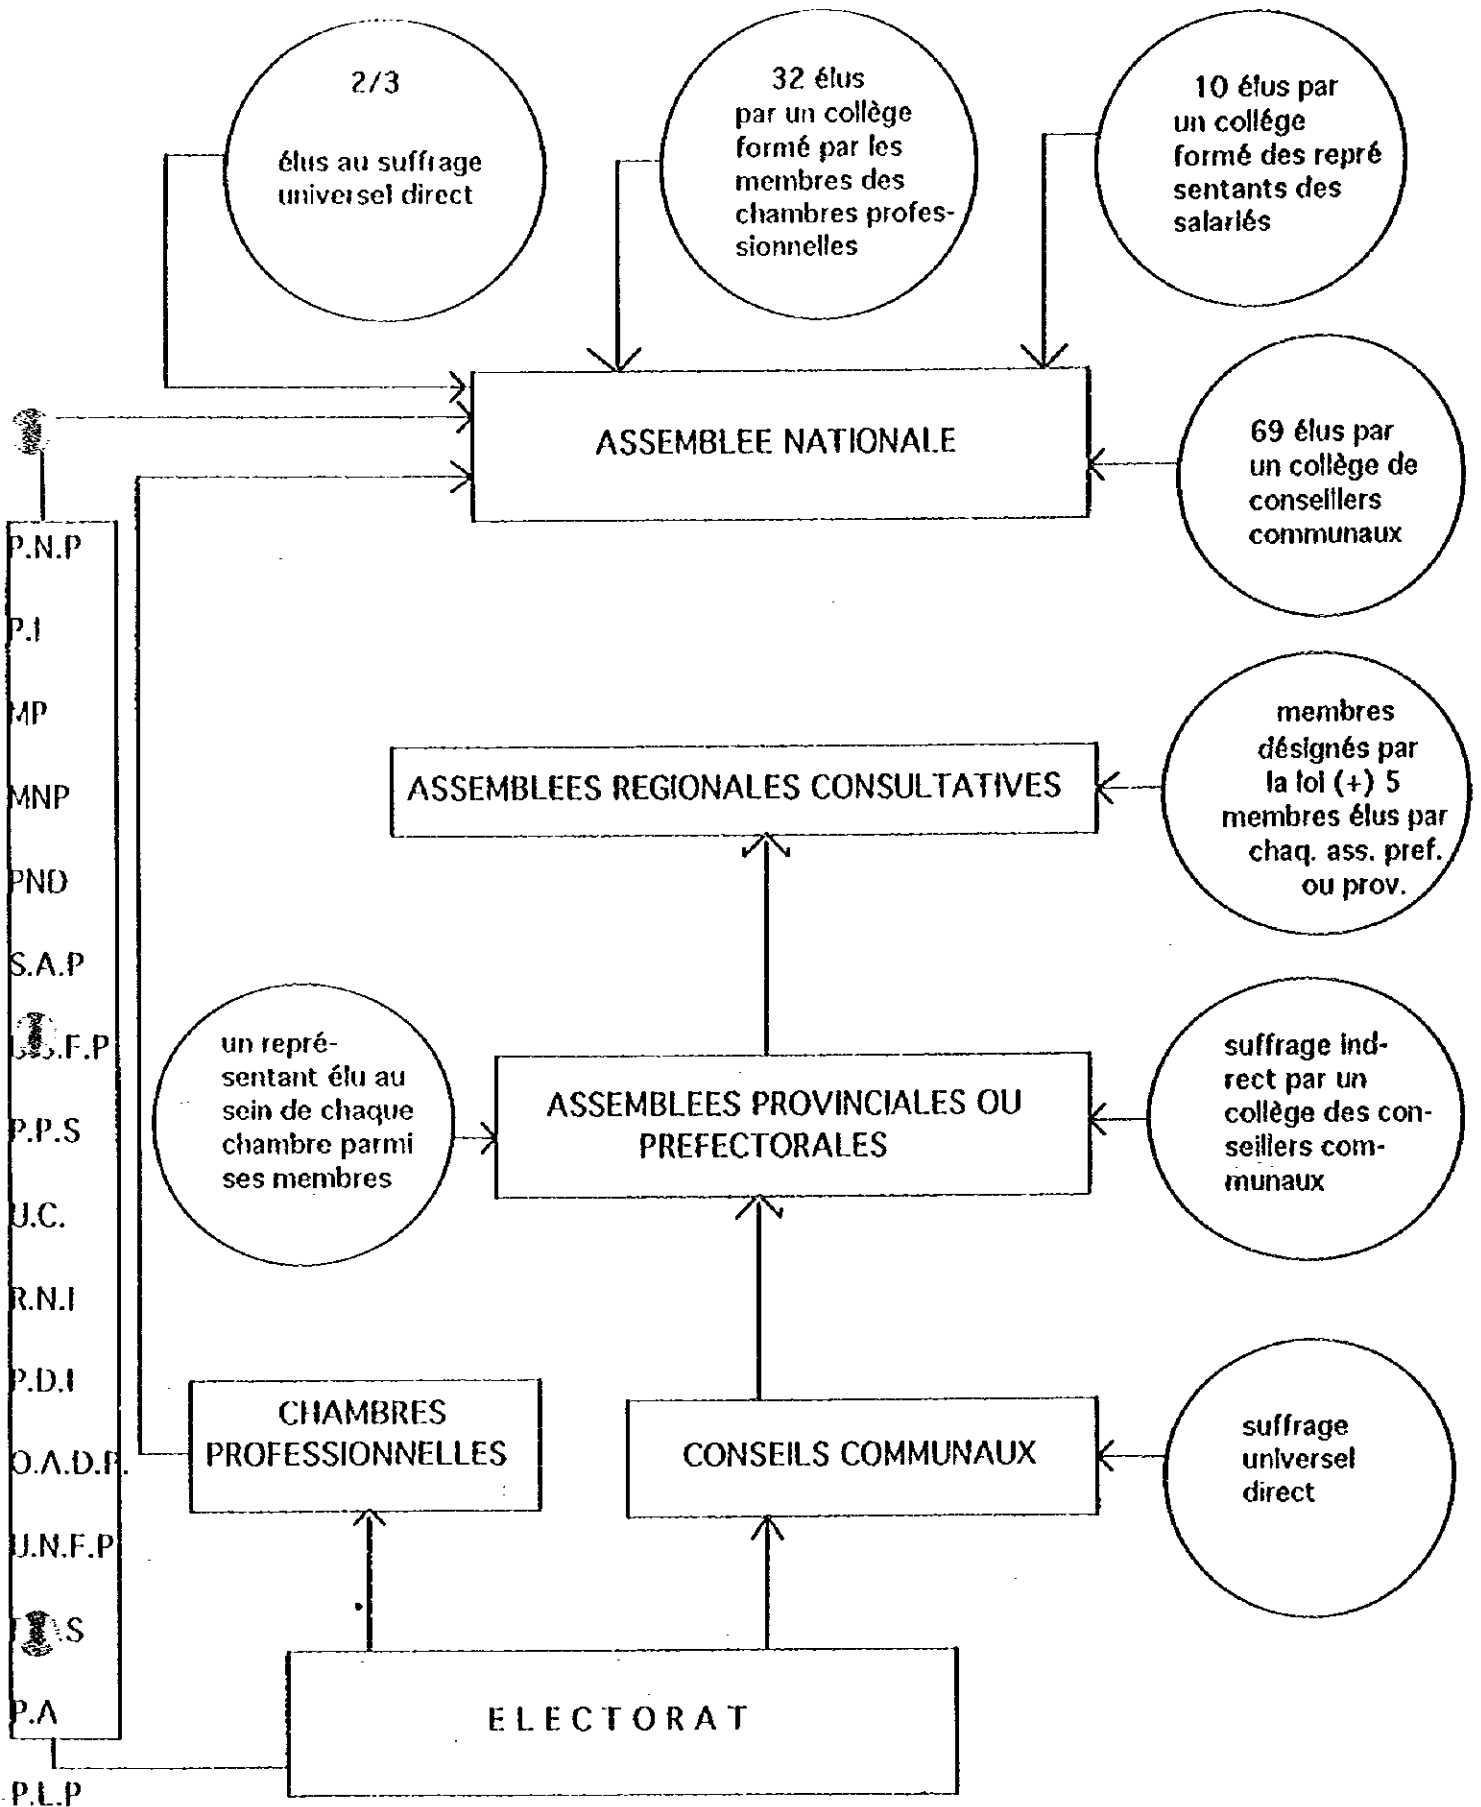 2/3
élus au suffrage
universel direct
32 élus
par un collège
formé par les
membres des
chambres profes-
sionnelles
10 élus par
un collége
formé des repré
sentants des
salariés
ASSEMBLEE NATIONALE
69 élus par
un collège de
conseillers
communaux
P.N.P
P.I
MP
MNP
PND
S.A.P
.F.P
P.P.S
U.C.
R.N.I
P.D.I
O.A.D.P.
U.N.F.P
.S
P.A
P.L.P
membres
désignés par
la loi (+) 5
membres élus par
chaq. ass. pref.
ou prov.
ASSEMBLEES REGIONALES CONSULTATIVES
un repré-
sentant élu au
sein de chaque
chambre parmi
ses membres
ASSEMBLEES PROVINCIALES OU
PREFECTORALES
suffrage ind-
rect par un
collège des con-
seillers com-
munaux
CHAMBRES
PROFESSIONNELLES
CONSEILS COMMUNAUX
suffrage
universel
direct
ELECTORAT